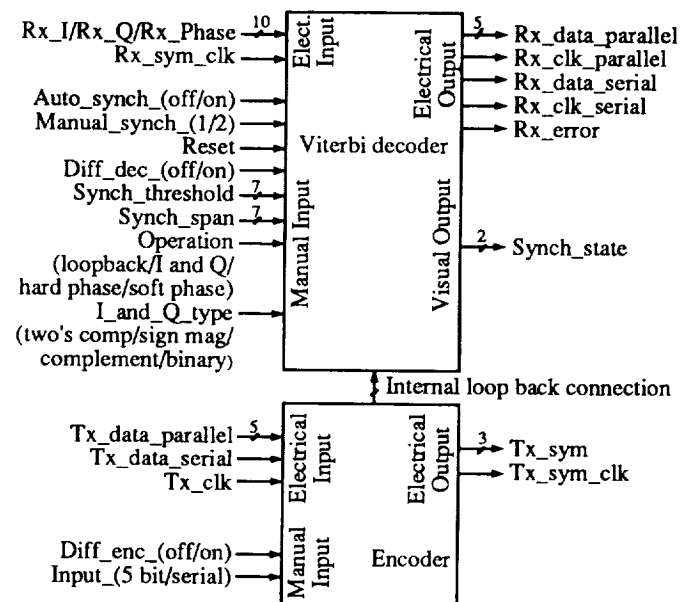 Rx_I/Rx_Q/Rx_Phase 10
Rx_sym_clk
Elect. Input
Auto_synch_(off/on)
Manual_synch_(1/2)
Reset
Diff_dec_(off/on)
Synch_threshold 7
Synch_span 7
Operation
(loopback/I and Q/
hard phase/soft phase)
I_and_Q_type
(two's comp/sign mag/
complement/binary)
Manual Input
Viterbi decoder
Electrical
Output
5 Rx_data_parallel
Rx_clk_parallel
Rx_data_serial
Rx_clk_serial
Rx_error
Visual Output
2 Synch_state
Internal loop back connection
Tx_data_parallel 5
Tx_data_serial
Tx_clk
Electrical
Input
Diff_enc_(off/on)
Input_(5 bit/serial)
Manual
Input
Encoder
Electrical
Output
3 Tx_sym
Tx_sym_clk